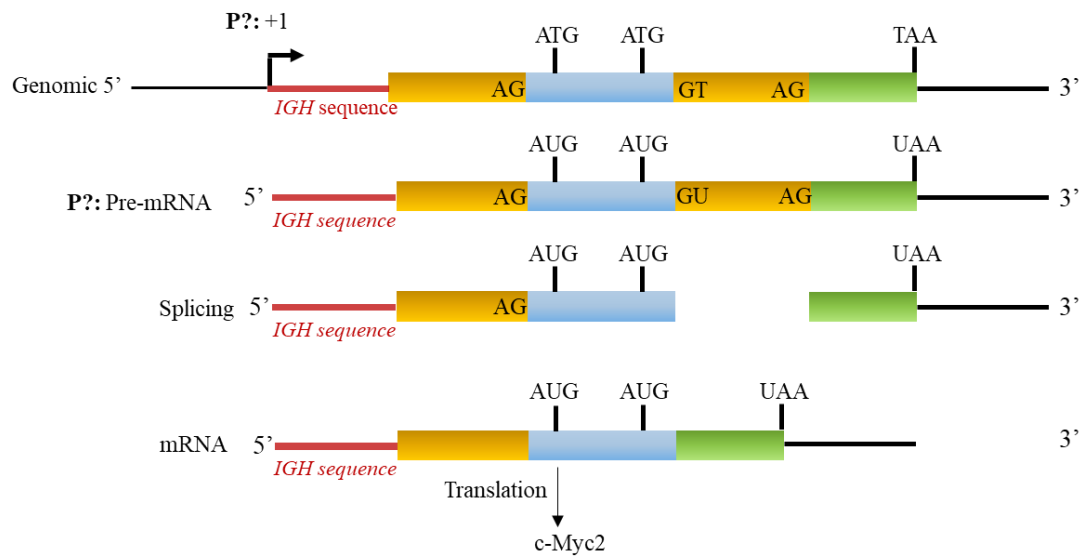 P?: +1
ATG ATG TAA
Genomic 5’ AG GT AG 3’
IGH sequence
AUG AUG UAA
P?: Pre-mRNA 5’ AG GU AG 3’
IGH sequence
AUG AUG UAA
Splicing 5’ AG 3’
IGH sequence
AUG AUG UAA
mRNA 5’ 3’
IGH sequence
Translation
c-Myc2